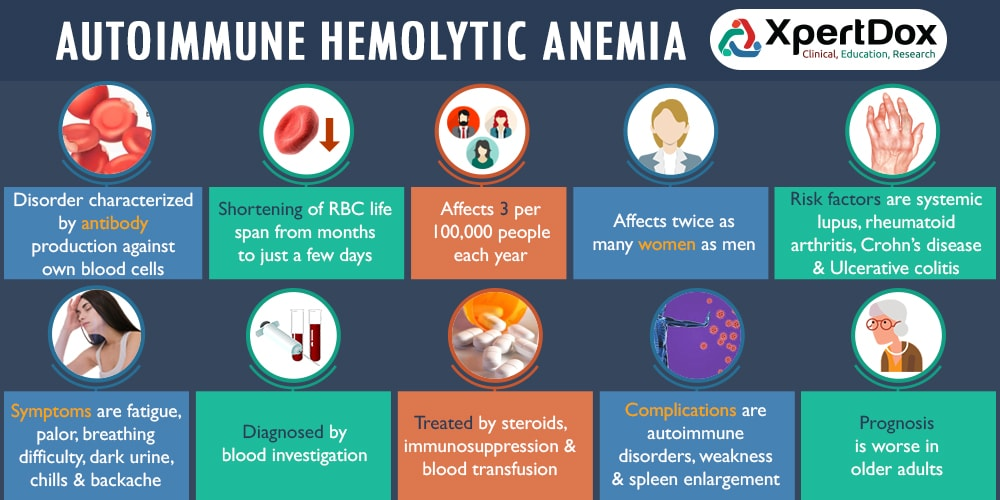 AUTOIMMUNE HEMOLYTIC ANEMIA
XpertDox
Clinical, Education, Research
Disorder characterized
by antibody
production against
own blood cells
Shortening of RBC life
span from months
to just a few days
Affects 3 per
100,000 people
each year
Affects twice as
many women as men
Risk factors are systemic
lupus, rheumatoid
arthritis, Crohn's disease
& Ulcerative colitis
Symptoms are fatigue,
palor, breathing
difficulty, dark urine,
chills & backache
Diagnosed by
blood investigation
Treated by steroids,
immunosuppression &
blood transfusion
Complications are
autoimmune
disorders, weakness
& spleen enlargement
Prognosis
is worse in
older adults